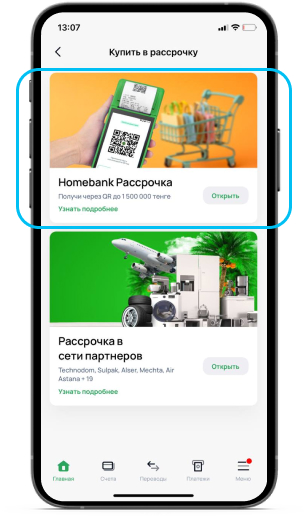 13:07
Купить в рассрочку
Homebank Рассрочка
Получи через QR до 1 500 000 тенге
Узнать подробнее
Открыть
Рассрочка в
сети партнеров
Technodom, Sulpak, Alser, Mechta, Air
Astana + 19
Узнать подробнее
Открыть
Главная
Счета
Переводы
Платежи
Меню